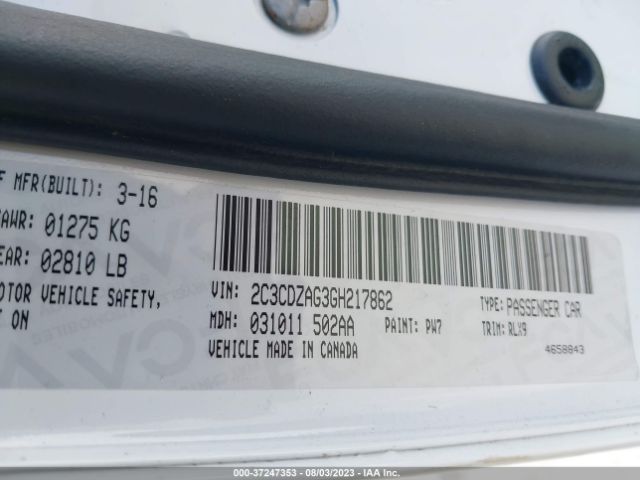 F MFR(BUILT): 3-16
AWR: 01275 KG
EAR: 02810 LB
OTOR VEHICLE SAFETY,
T ON
VIN: 2C3CDZAG3GH217862
TYPE: PASSENGER CAR
MDH: 031011 502AA PAINT: PW7 TRIM: RLX9
VEHICLE MADE IN CANADA
4658843
000-37247353 - 08/03/2023 - IAA Inc.